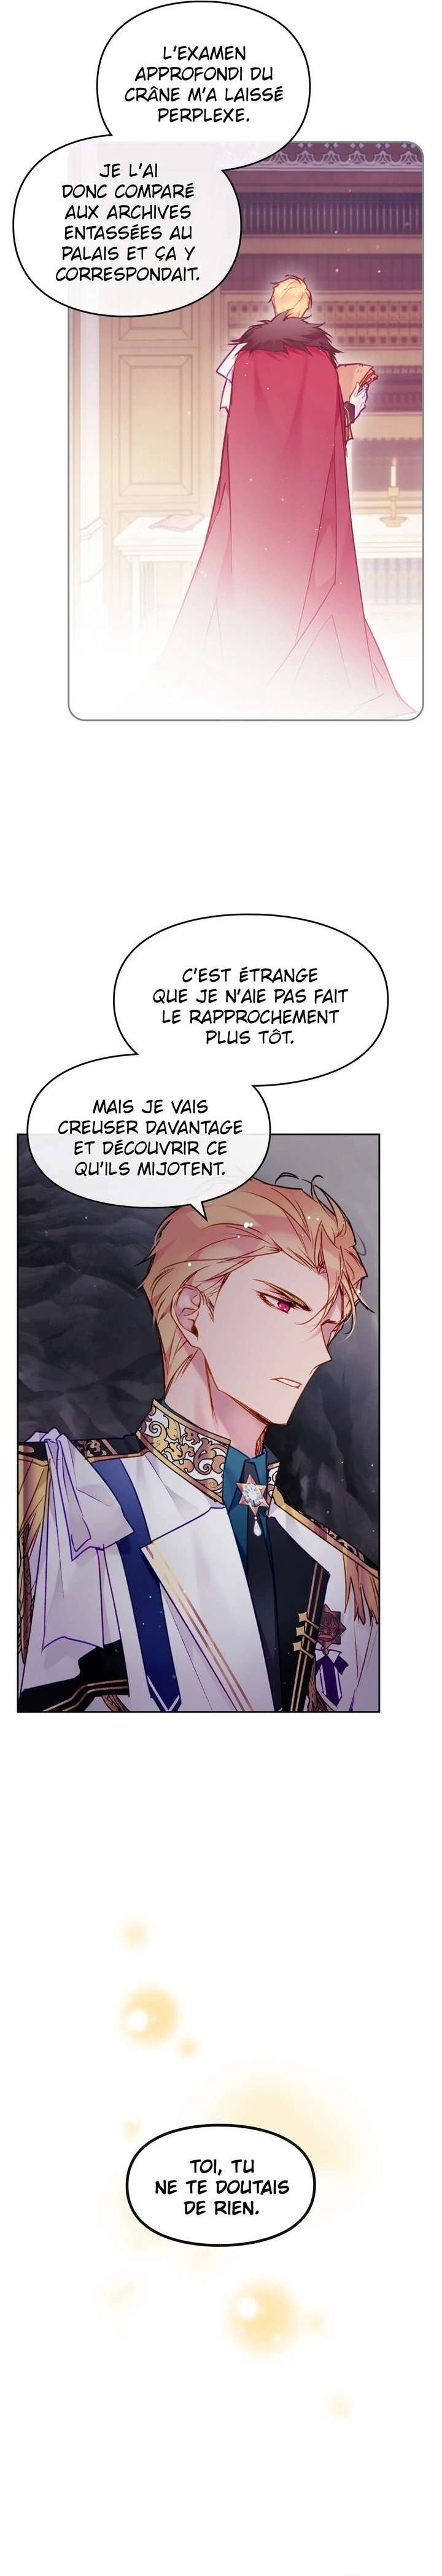 L'EXAMEN
APPROFONDI DU
CRÂNE M'A LAISSÉ
PERPLEXE.
JE L'AI
DONC COMPARÉ
AUX ARCHIVES
ENTASSÉES AU
PALAIS ET ÇA Y
CORRESPONDAIT.
C'EST ÉTRANGE
QUE JE N'AIE PAS FAIT
LE RAPPROCHEMENT
PLUS TÔT.
MAIS JE VAIS
CREUSER DAVANTAGE
ET DÉCOUVRIR CE
QU'ILS MIJOTENT.
TOI, TU
NE TE DOUTAIS
DE RIEN.